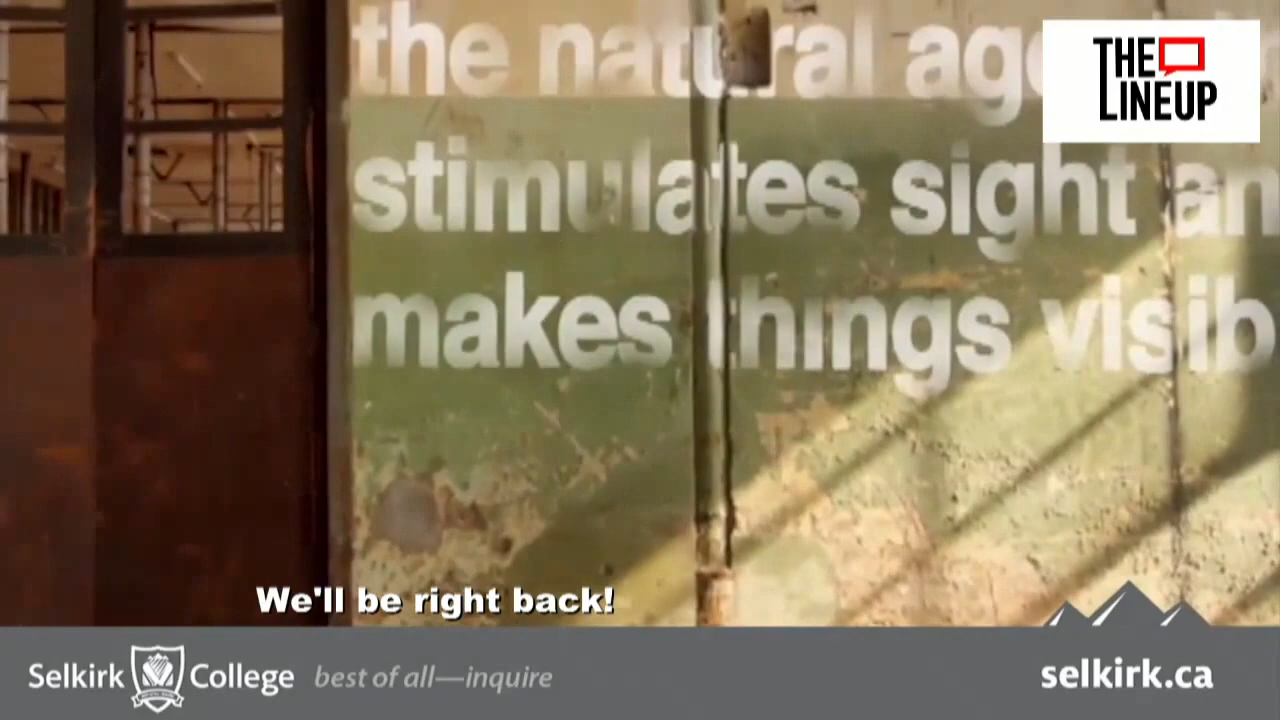 the natural age
THE
LINEUP
stimulates sight an
makes things visib
We'll be right back!
Selkirk College best of all—inquire
selkirk.ca